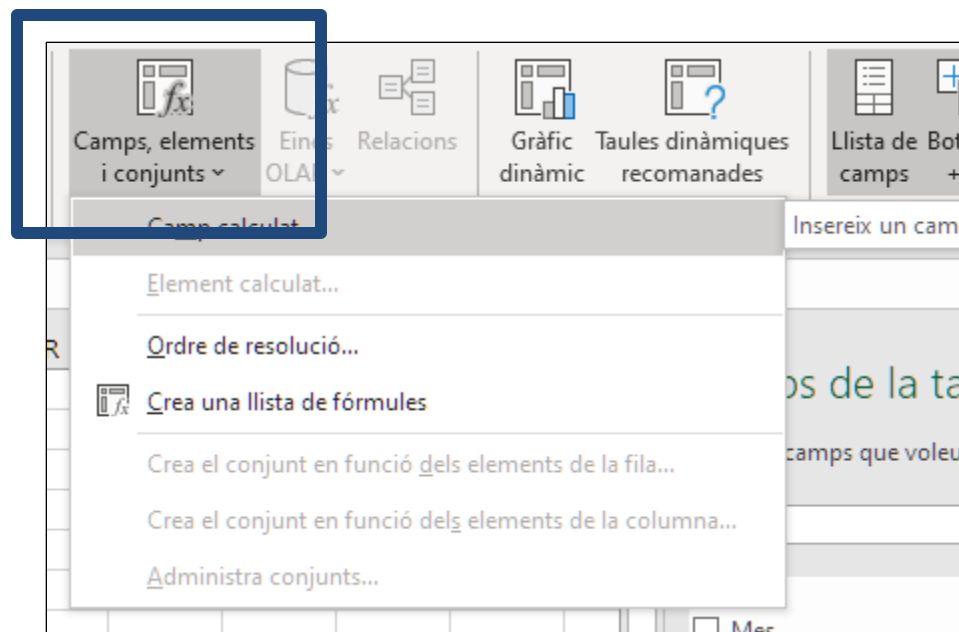 Camps, elements
i conjunts
Eines
OLAP
Relacions
Gràfic
dinàmic
Taules dinàmiques
recomanades
Llista de
camps
Bot
+
Camp calculat...
Insereix un cam
Element calculat...
R
Ordre de resolució...
Crea una llista de fórmules
os de la ta
camps que voleu
Crea el conjunt en funció dels elements de la fila...
Crea el conjunt en funció dels elements de la columna...
Administra conjunts...
Mes